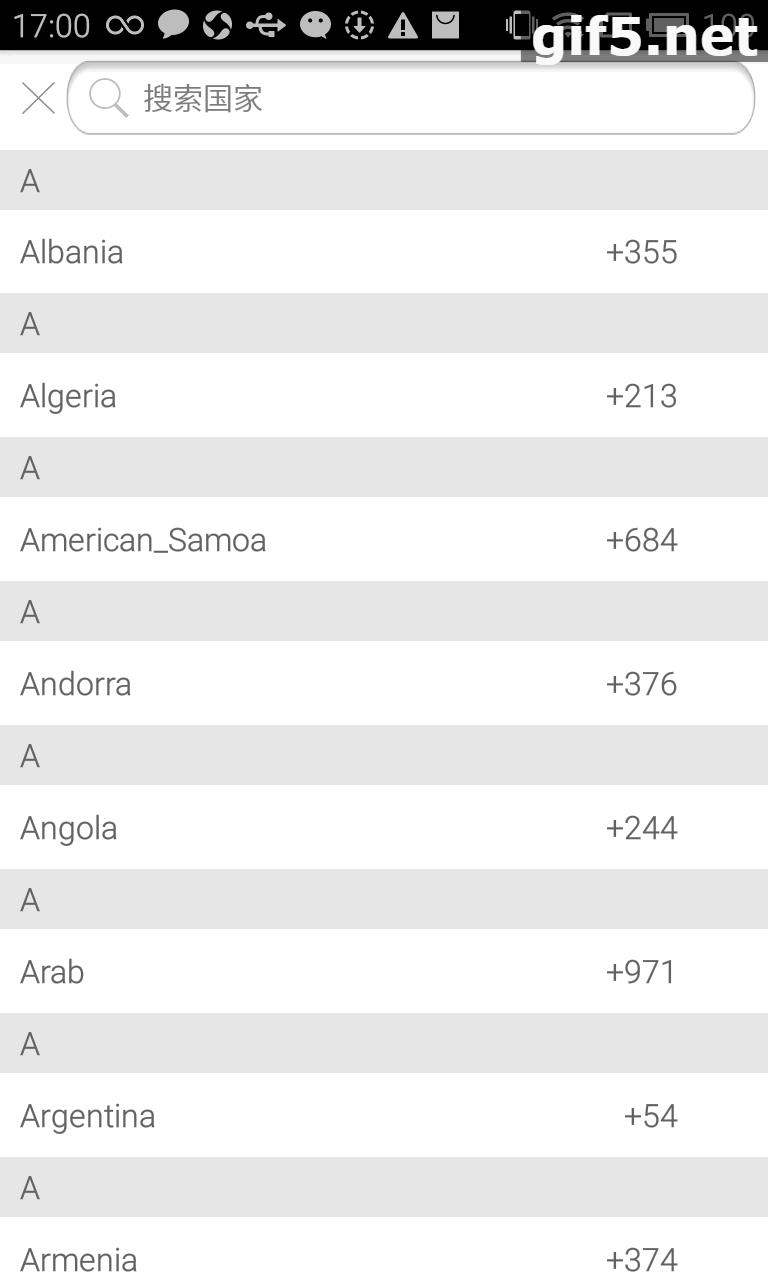 17:00
gif5.net
搜索国家
A
Albania +355
A
Algeria +213
A
American_Samoa +684
A
Andorra +376
A
Angola +244
A
Arab +971
A
Argentina +54
A
Armenia +374